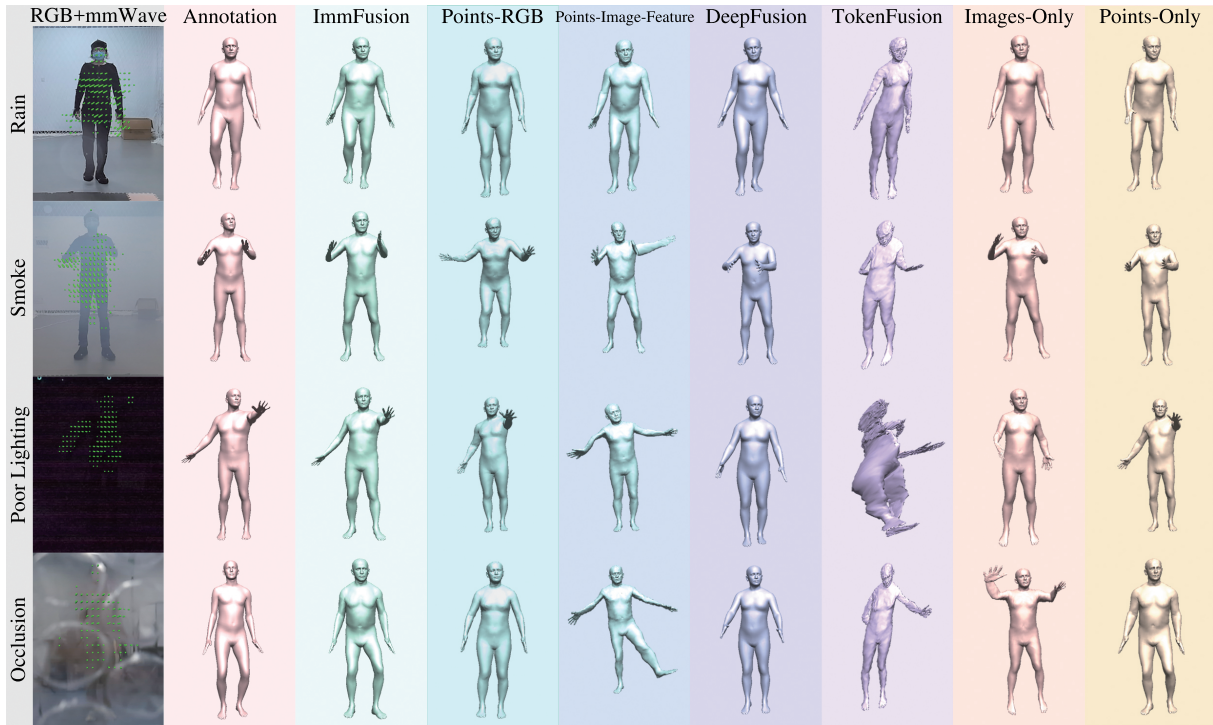 RGB+mmWave Annotation ImmFusion Points-RGB Points-Image-Feature DeepFusion TokenFusion Images-Only Points-Only
Rain
Smoke
Poor Lighting
Occlusion